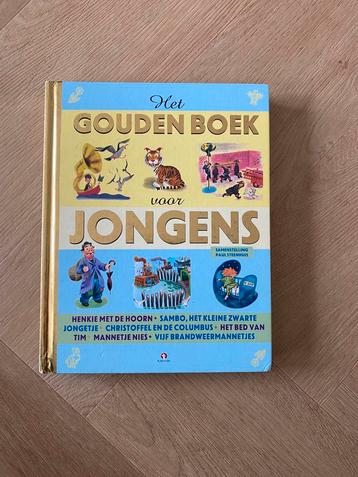 Het
GOUDEN BOEK
voor
JONGENS
SAMENSTELLING
PAUL STEENHUIS
HENKIE MET DE HOORN • SAMBO, HET KLEINE ZWARTE
JONGETJE • CHRISTOFFEL EN DE COLUMBUS • HET BED VAN
TIM • MANNETJE NIES • VIJF BRANDWEERMANNETJES